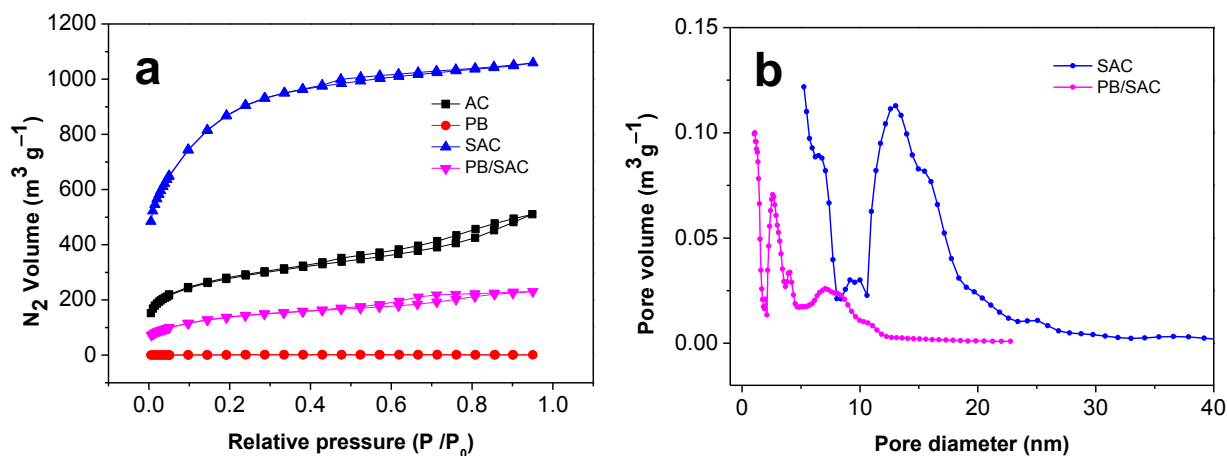 a
1200
1000
800
600
400
200
0
N₂ Volume (m³ g⁻¹)
AC
PB
SAC
PB/SAC
0.0 0.2 0.4 0.6 0.8 1.0
Relative pressure (P /P₀)
b
0.15
0.10
0.05
0.00
Pore volume (m³ g⁻¹)
SAC
PB/SAC
0 10 20 30 40
Pore diameter (nm)